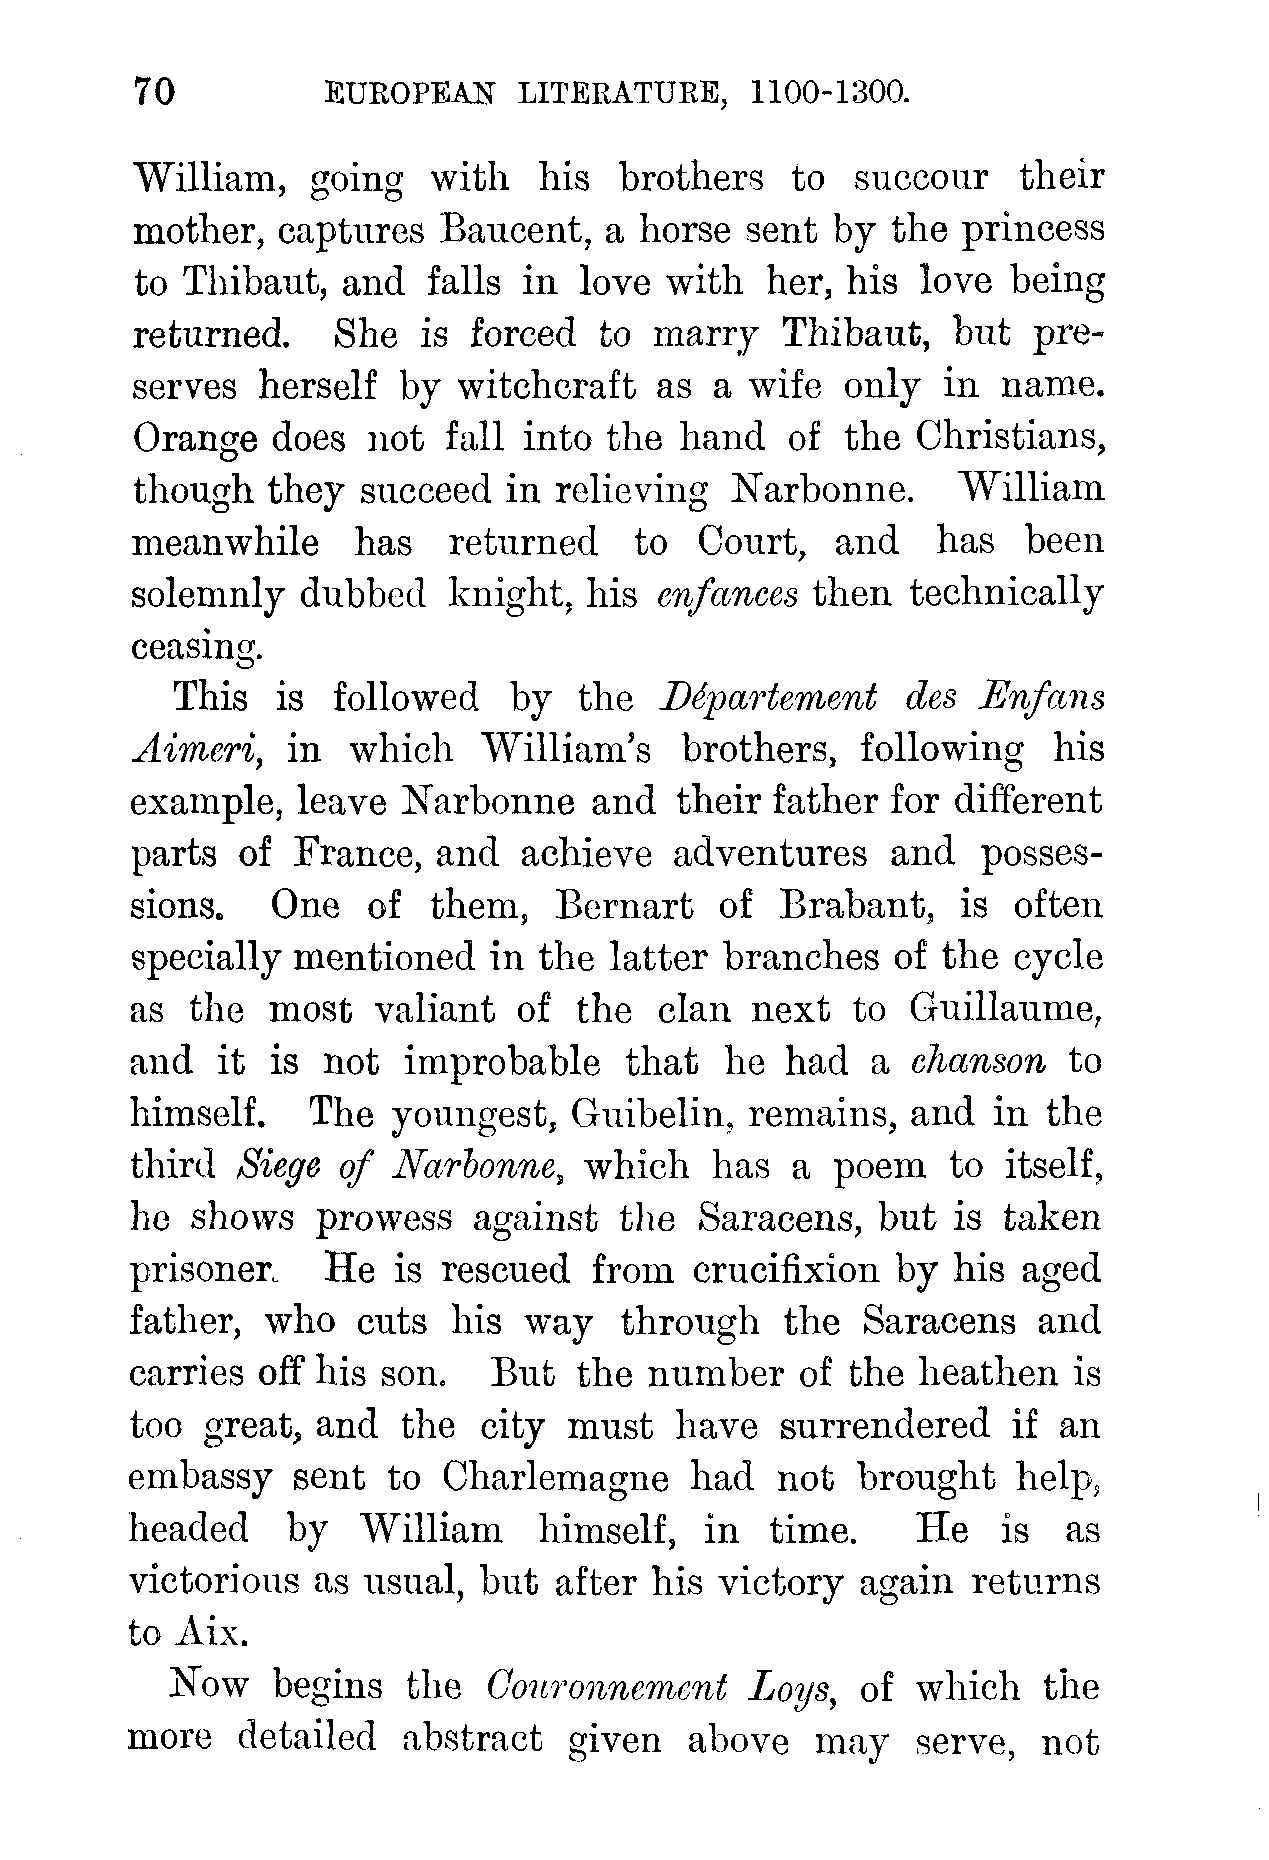 70 EUROPEAN LITERATURE, 1100-1300.
William, going with his brothers to succour their
mother, captures Baucent, a horse sent by the princess
to Thibaut, and falls in love with her, his love being
returned. She is forced to marry Thibaut, but pre-
serves herself by witchcraft as a wife only in name.
Orange does not fall into the hand of the Christians,
though they succeed in relieving Narbonne. William
meanwhile has returned to Court, and has been
solemnly dubbed knight, his enfances then technically
ceasing.
This is followed by the Département des Enfans
Aimeri, in which William's brothers, following his
example, leave Narbonne and their father for different
parts of France, and achieve adventures and posses-
sions. One of them, Bernart of Brabant, is often
specially mentioned in the latter branches of the cycle
as the most valiant of the clan next to Guillaume,
and it is not improbable that he had a chanson to
himself. The youngest, Guibelin, remains, and in the
third Siege of Narbonne, which has a poem to itself,
he shows prowess against the Saracens, but is taken
prisoner. He is rescued from crucifixion by his aged
father, who cuts his way through the Saracens and
carries off his son. But the number of the heathen is
too great, and the city must have surrendered if an
embassy sent to Charlemagne had not brought help,
headed by William himself, in time. He is as
victorious as usual, but after his victory again returns
to Aix.
Now begins the Couronnement Loys, of which the
more detailed abstract given above may serve, not